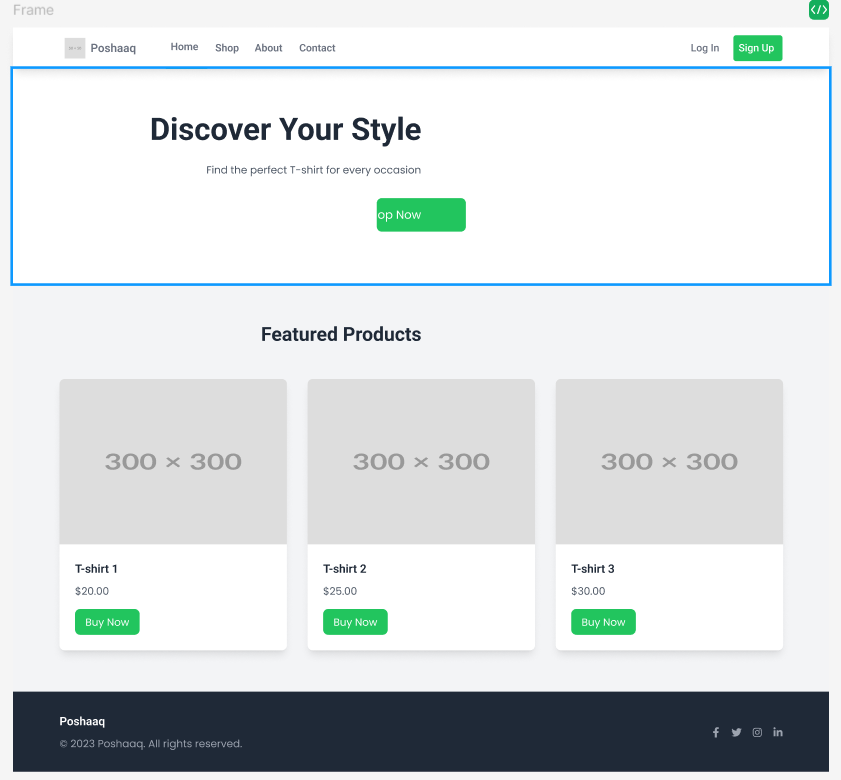 Frame
</>
Poshaaq Home Shop About Contact Log In Sign Up
Discover Your Style
Find the perfect T-shirt for every occasion
op Now
Featured Products
300 × 300 300 × 300 300 × 300
T-shirt 1 T-shirt 2 T-shirt 3
$20.00 $25.00 $30.00
Buy Now Buy Now Buy Now
Poshaaq
© 2023 Poshaaq. All rights reserved.